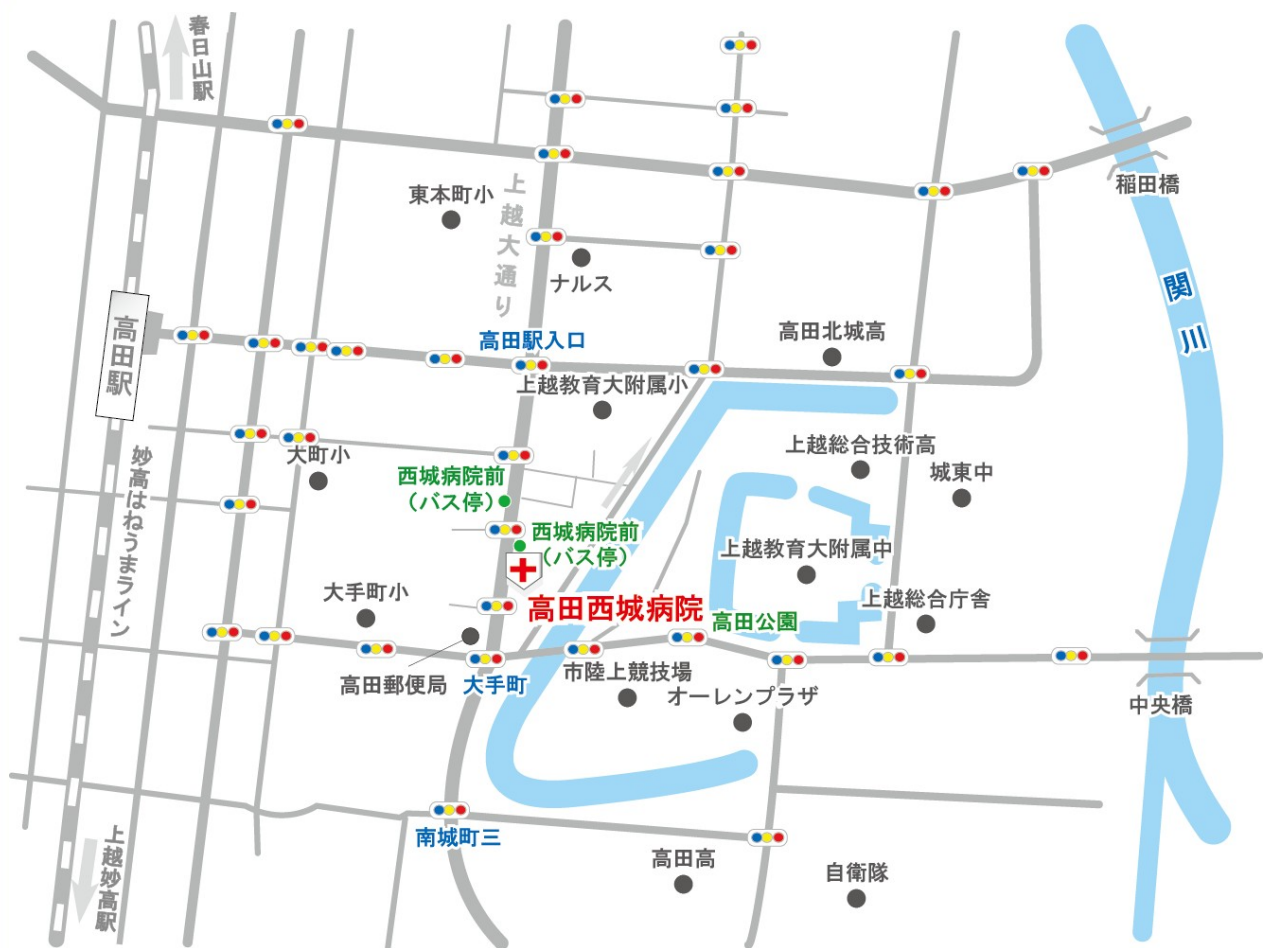 春日山駅
稲田橋
東本町小
上越大通り
ナルス
関川
高田駅
高田駅入口
高田北城高
上越教育大附属小
妙高はねうまライン
大町小
西城病院前
(バス停)
上越総合技術高
城東中
西城病院前
(バス停)
上越教育大附属中
大手町小
高田西城病院
高田公園
上越総合庁舎
高田郵便局
大手町
市陸上競技場
オーレンプラザ
中央橋
南城町三
上越妙高駅
高田高
自衛隊